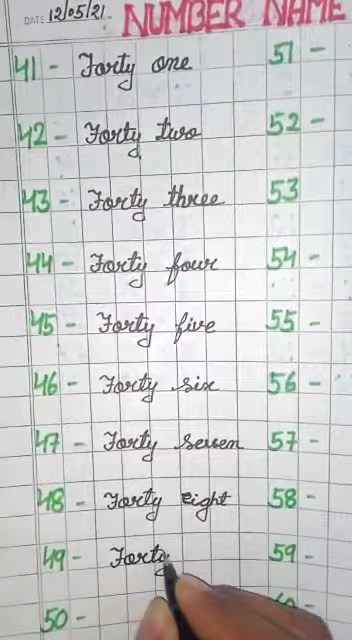 DATE 12/05/21
NUMBER NAME
41 - Forty one 51 -
42 - Forty two 52 -
43 - Forty three 53
44 - Forty four 54 -
45 - Forty five 55 -
46 - Forty six 56 -
47 - Forty seven 57 -
48 - Forty eight 58 -
49 - Forty 59 -
50 -